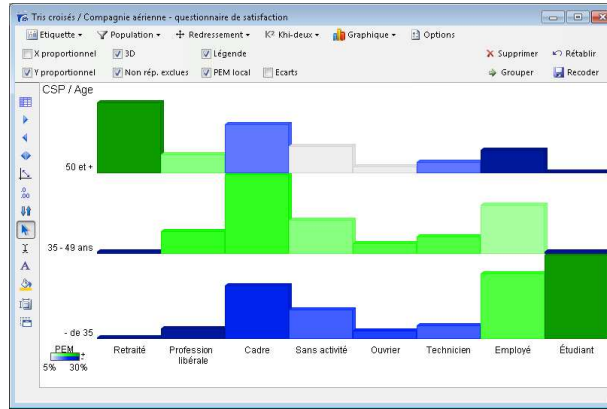 Tris croisés / Compagnie aérienne - questionnaire de satisfaction
Etiquette Population Redressement K² Khi-deux Graphique Options
X proportionnel 3D Légende Supprimer Rétablir
Y proportionnel Non rép. exclues PEM local Ecarts Grouper Recoder
CSP / Age
50 et +
35 - 49 ans
- de 35
Retraité Profession libérale Cadre Sans activité Ouvrier Technicien Employé Étudiant
PEM - +
5% 30%